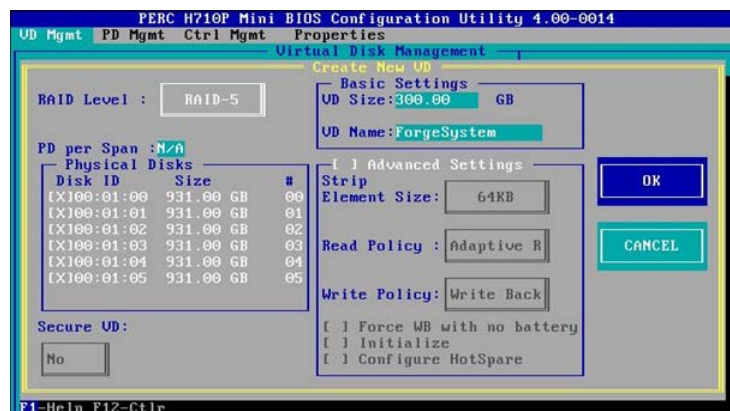 PERC H710P Mini BIOS Configuration Utility 4.00-0014
VD Mgmt PD Mgmt Ctrl Mgmt Properties
Virtual Disk Management
Create New VD
RAID Level : RAID-5
Basic Settings
VD Size:300.00 GB
VD Name:ForgeSystem
PD per Span :N/A
Physical Disks
Disk ID Size #
[X]00:01:00 931.00 GB 00
[X]00:01:01 931.00 GB 01
[X]00:01:02 931.00 GB 02
[X]00:01:03 931.00 GB 03
[X]00:01:04 931.00 GB 04
[X]00:01:05 931.00 GB 05
Secure VD:
No
[ ] Advanced Settings
Strip
Element Size: 64KB
Read Policy : Adaptive R
Write Policy: Write Back
[ ] Force WB with no battery
[ ] Initialize
[ ] Configure HotSpare
OK
CANCEL
F1-Help F12-Ctlr